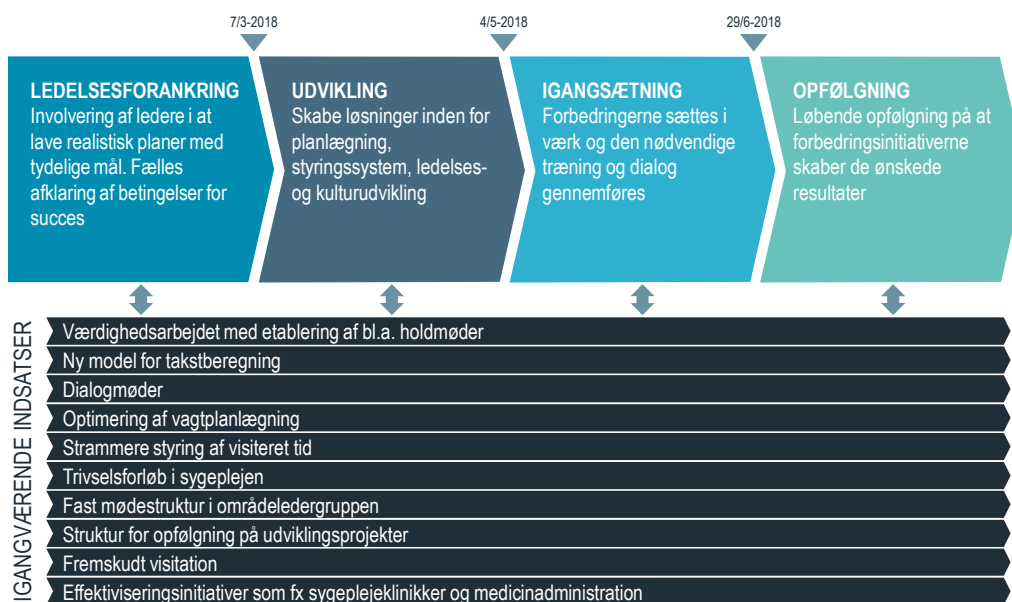 7/3-2018
4/5-2018
29/6-2018
LEDELSESFORANKRING
Involvering af ledere i at
lave realistisk planer med
tydelige mål. Fælles
afklaring af betingelser for
succes
UDVIKLING
Skabe løsninger inden for
planlægning,
styringssystem, ledelses-
og kulturudvikling
IGANGSÆTNING
Forbedringerne sættes i
værk og den nødvendige
træning og dialog
gennemføres
OPFØLGNING
Løbende opfølgning på at
forbedringsinitiativerne
skaber de ønskede
resultater
IGANGVÆRENDE INDSATSER
Værdighedsarbejdet med etablering af bl.a. holdmøder
Ny model for takstberegning
Dialogmøder
Optimering af vagtplanlægning
Strammere styring af visiteret tid
Trivselsforløb i sygeplejen
Fast mødestruktur i områdeledergruppen
Struktur for opfølgning på udviklingsprojekter
Fremskudt visitation
Effektiviseringsinitiativer som fx sygeplejeklinikker og medicinadministration